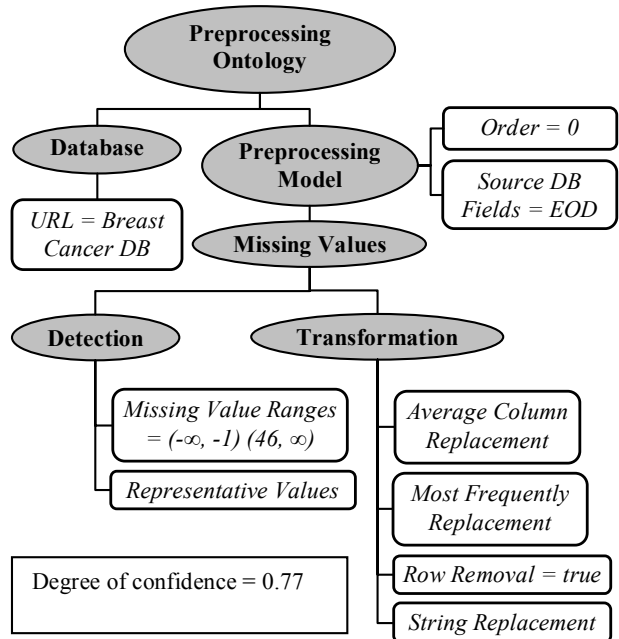 Preprocessing
Ontology
Database
Preprocessing
Model
Order = 0
Source DB
Fields = EOD
URL = Breast
Cancer DB
Missing Values
Detection
Transformation
Missing Value Ranges
= (-∞, -1) (46, ∞)
Representative Values
Average Column
Replacement
Most Frequently
Replacement
Row Removal = true
String Replacement
Degree of confidence = 0.77